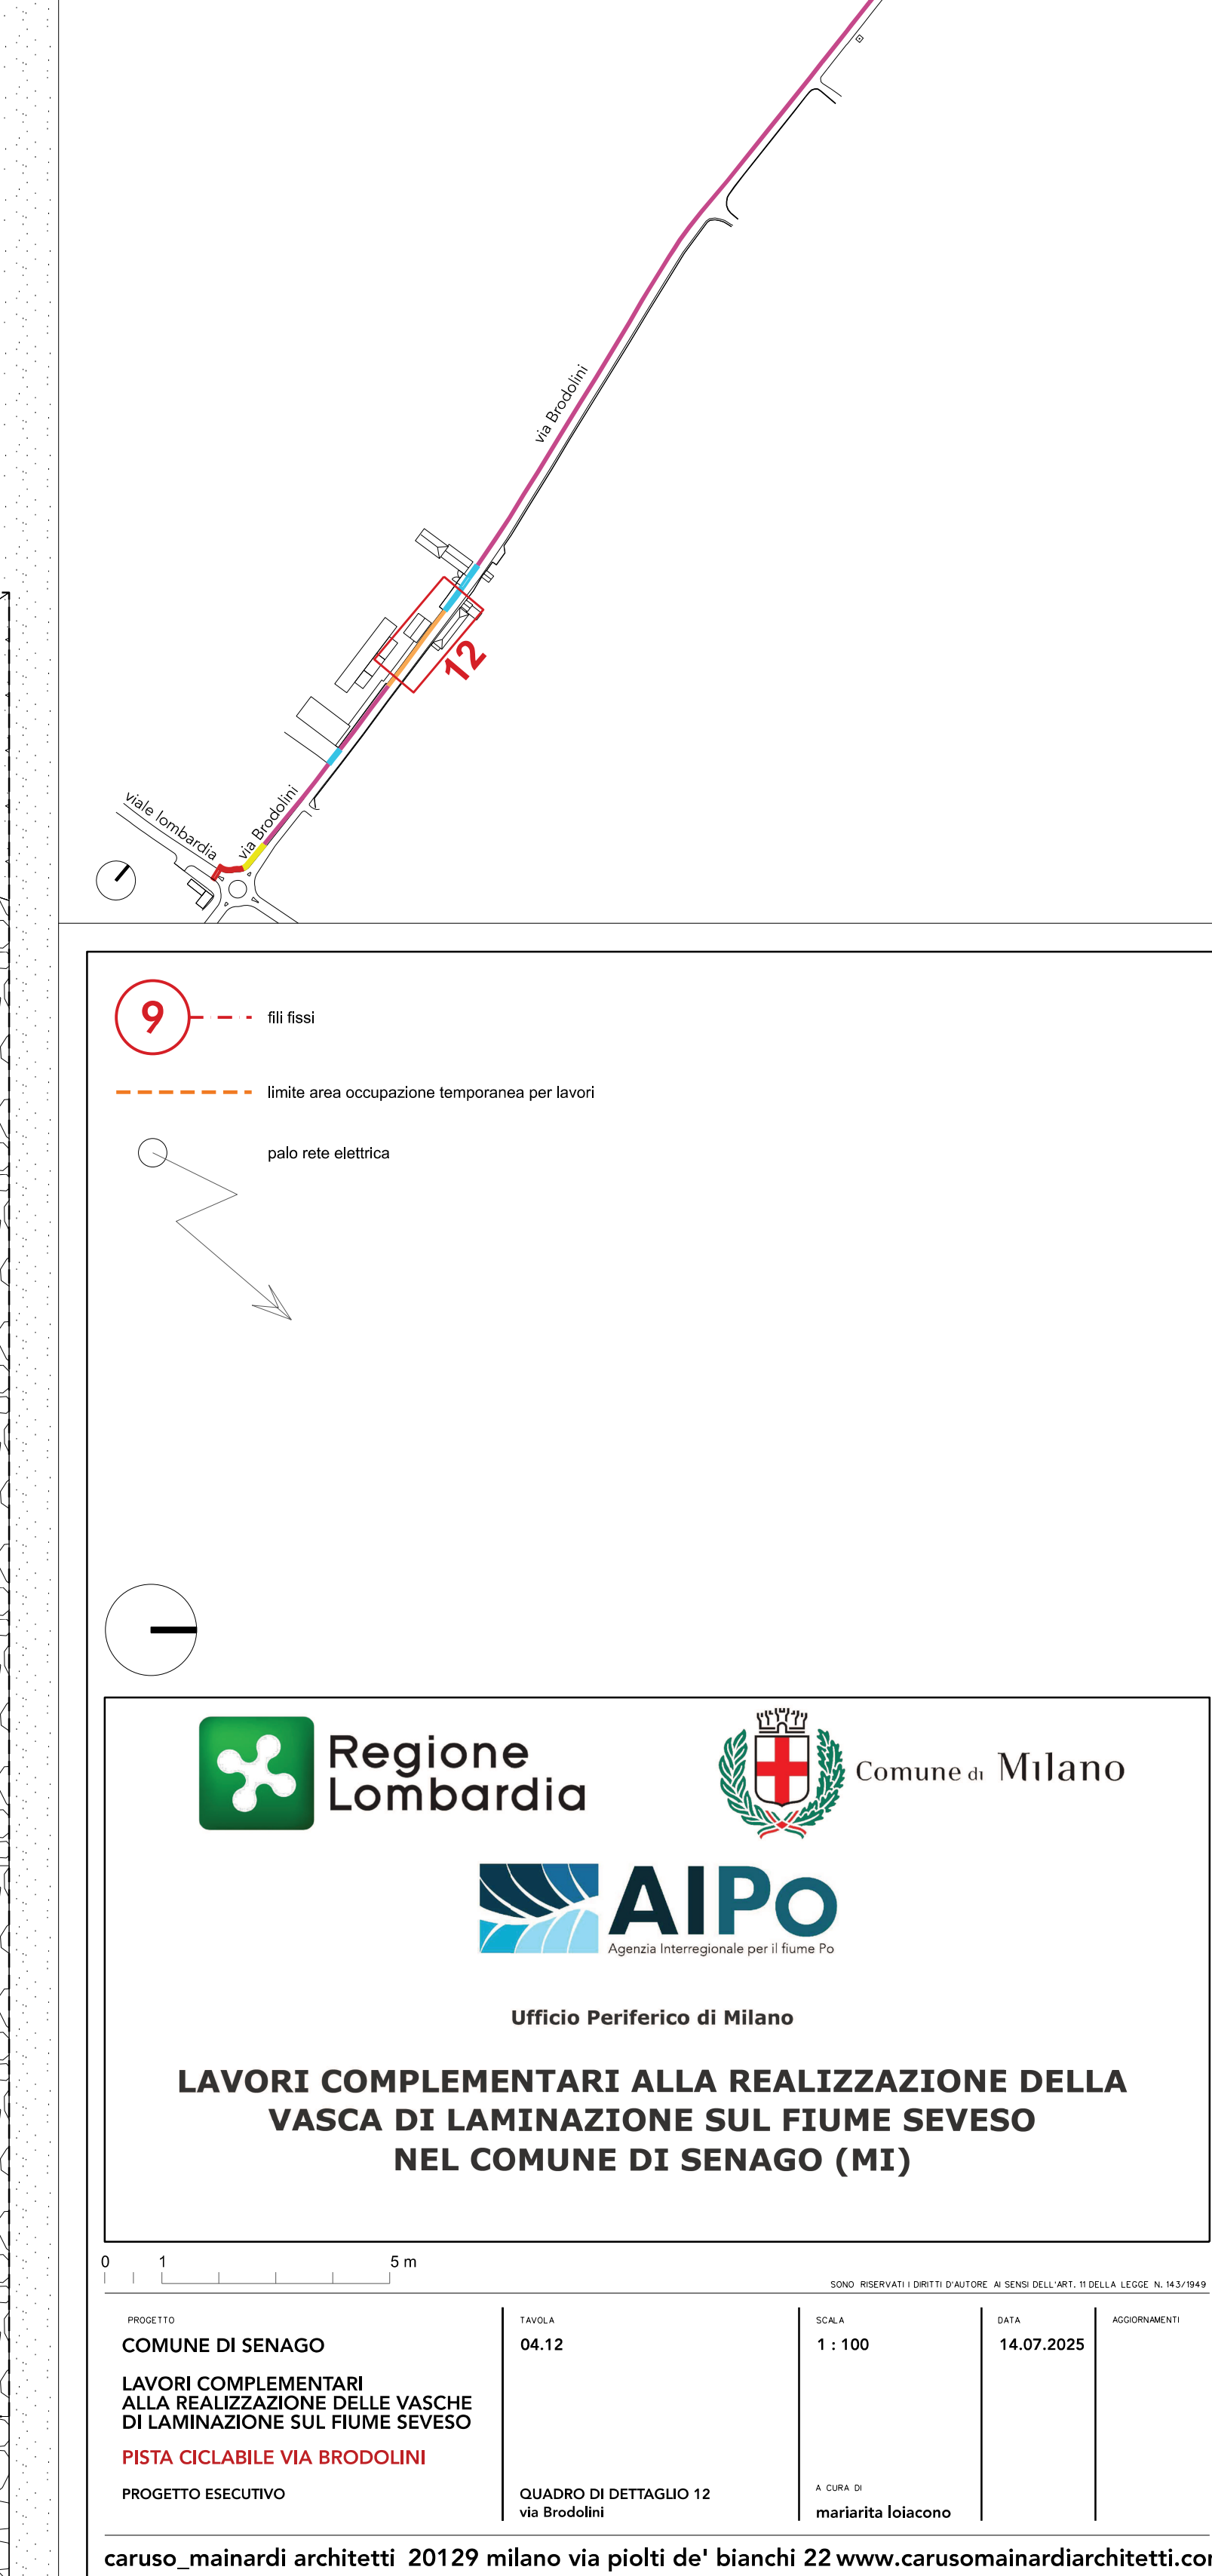 via Brodolini
12
via Brodolini
viale lombardia
9
fili fissi
limite area occupazione temporanea per lavori
palo rete elettrica
Regione
Lombardia
Comune di Milano
AIPo
Agenzia Interregionale per il fiume Po
Ufficio Periferico di Milano
LAVORI COMPLEMENTARI ALLA REALIZZAZIONE DELLA
VASCA DI LAMINAZIONE SUL FIUME SEVESO
NEL COMUNE DI SENAGO (MI)
0 1 5 m
SONO RISERVATI I DIRITTI D'AUTORE AI SENSI DELL'ART. 11 DELLA LEGGE N. 143/1949
PROGETTO
COMUNE DI SENAGO
LAVORI COMPLEMENTARI
ALLA REALIZZAZIONE DELLE VASCHE
DI LAMINAZIONE SUL FIUME SEVESO
PISTA CICLABILE VIA BRODOLINI
PROGETTO ESECUTIVO
TAVOLA
04.12
QUADRO DI DETTAGLIO 12
via Brodolini
SCALA
1 : 100
A CURA DI
mariarita loiacono
DATA
14.07.2025
AGGIORNAMENTI
caruso_mainardi architetti 20129 milano via piolti de' bianchi 22 www.carusomainardiarchitetti.co